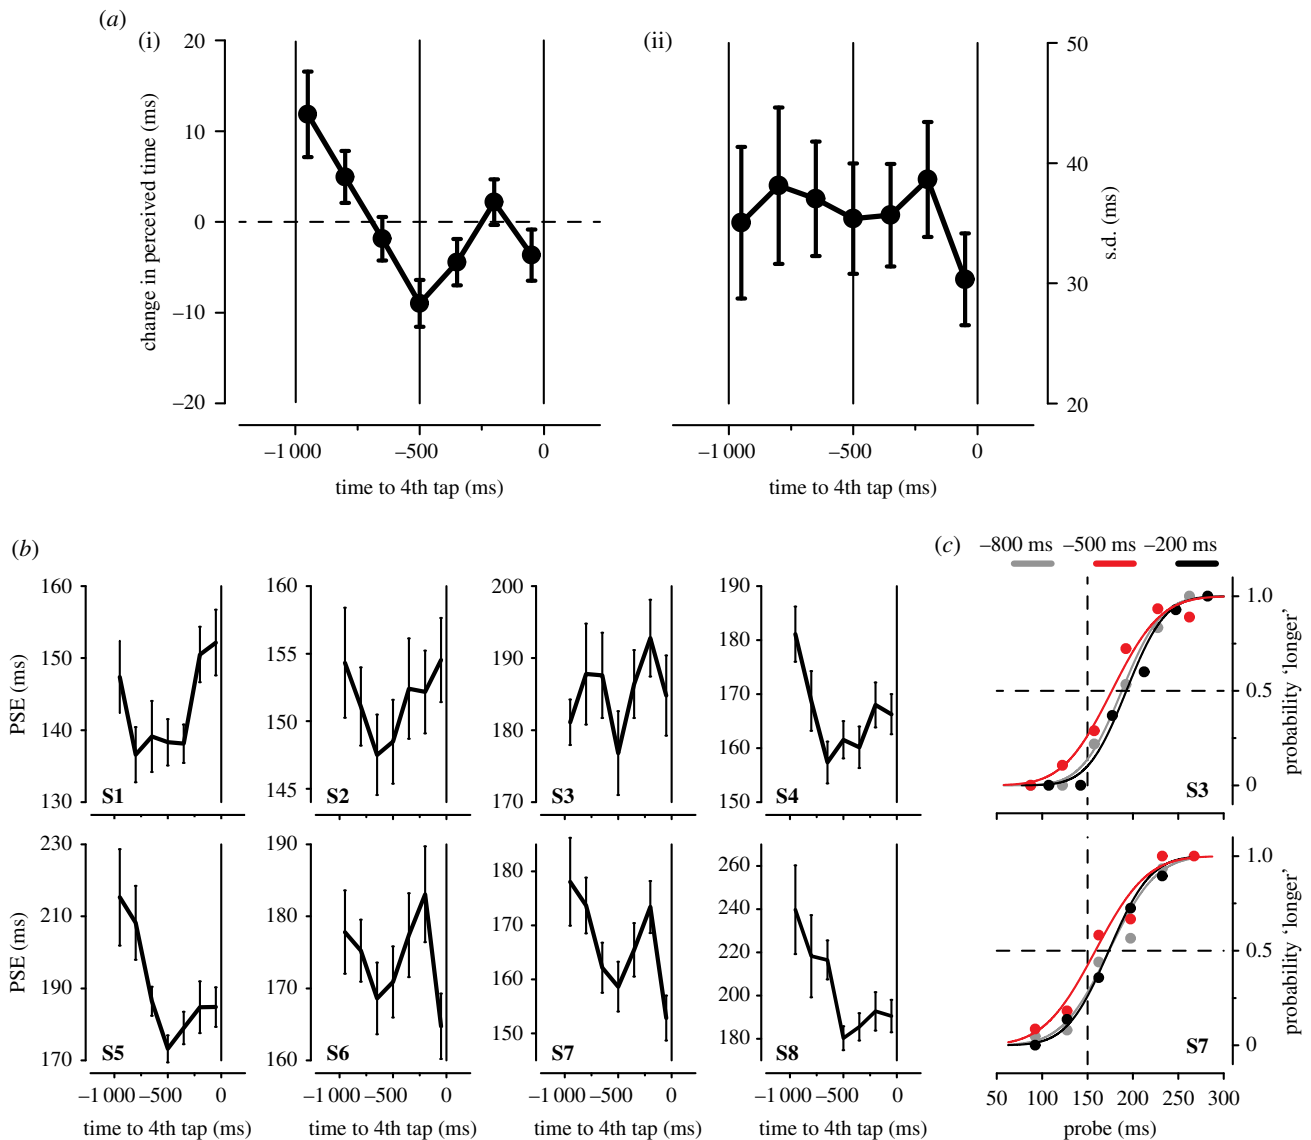 (a)
(i)
20
10
0
−10
−20
change in perceived time (ms)
−1 000 −500 0
time to 4th tap (ms)
(ii)
50
40
30
20
s.d. (ms)
−1 000 −500 0
time to 4th tap (ms)
(b)
PSE (ms)
160
150
140
130
S1
160
155
150
145
S2
200
190
180
170
S3
190
180
170
160
150
S4
PSE (ms)
230
210
190
170
S5
−1 000 −500 0
time to 4th tap (ms)
190
180
170
160
S6
−1 000 −500 0
time to 4th tap (ms)
180
170
160
150
S7
−1 000 −500 0
time to 4th tap (ms)
260
240
220
200
180
S8
−1 000 −500 0
time to 4th tap (ms)
(c)
−800 ms −500 ms −200 ms
1.0
0.5
0
probability ‘longer’
S3
1.0
0.5
0
probability ‘longer’
S7
50 100 150 200 250 300
probe (ms)